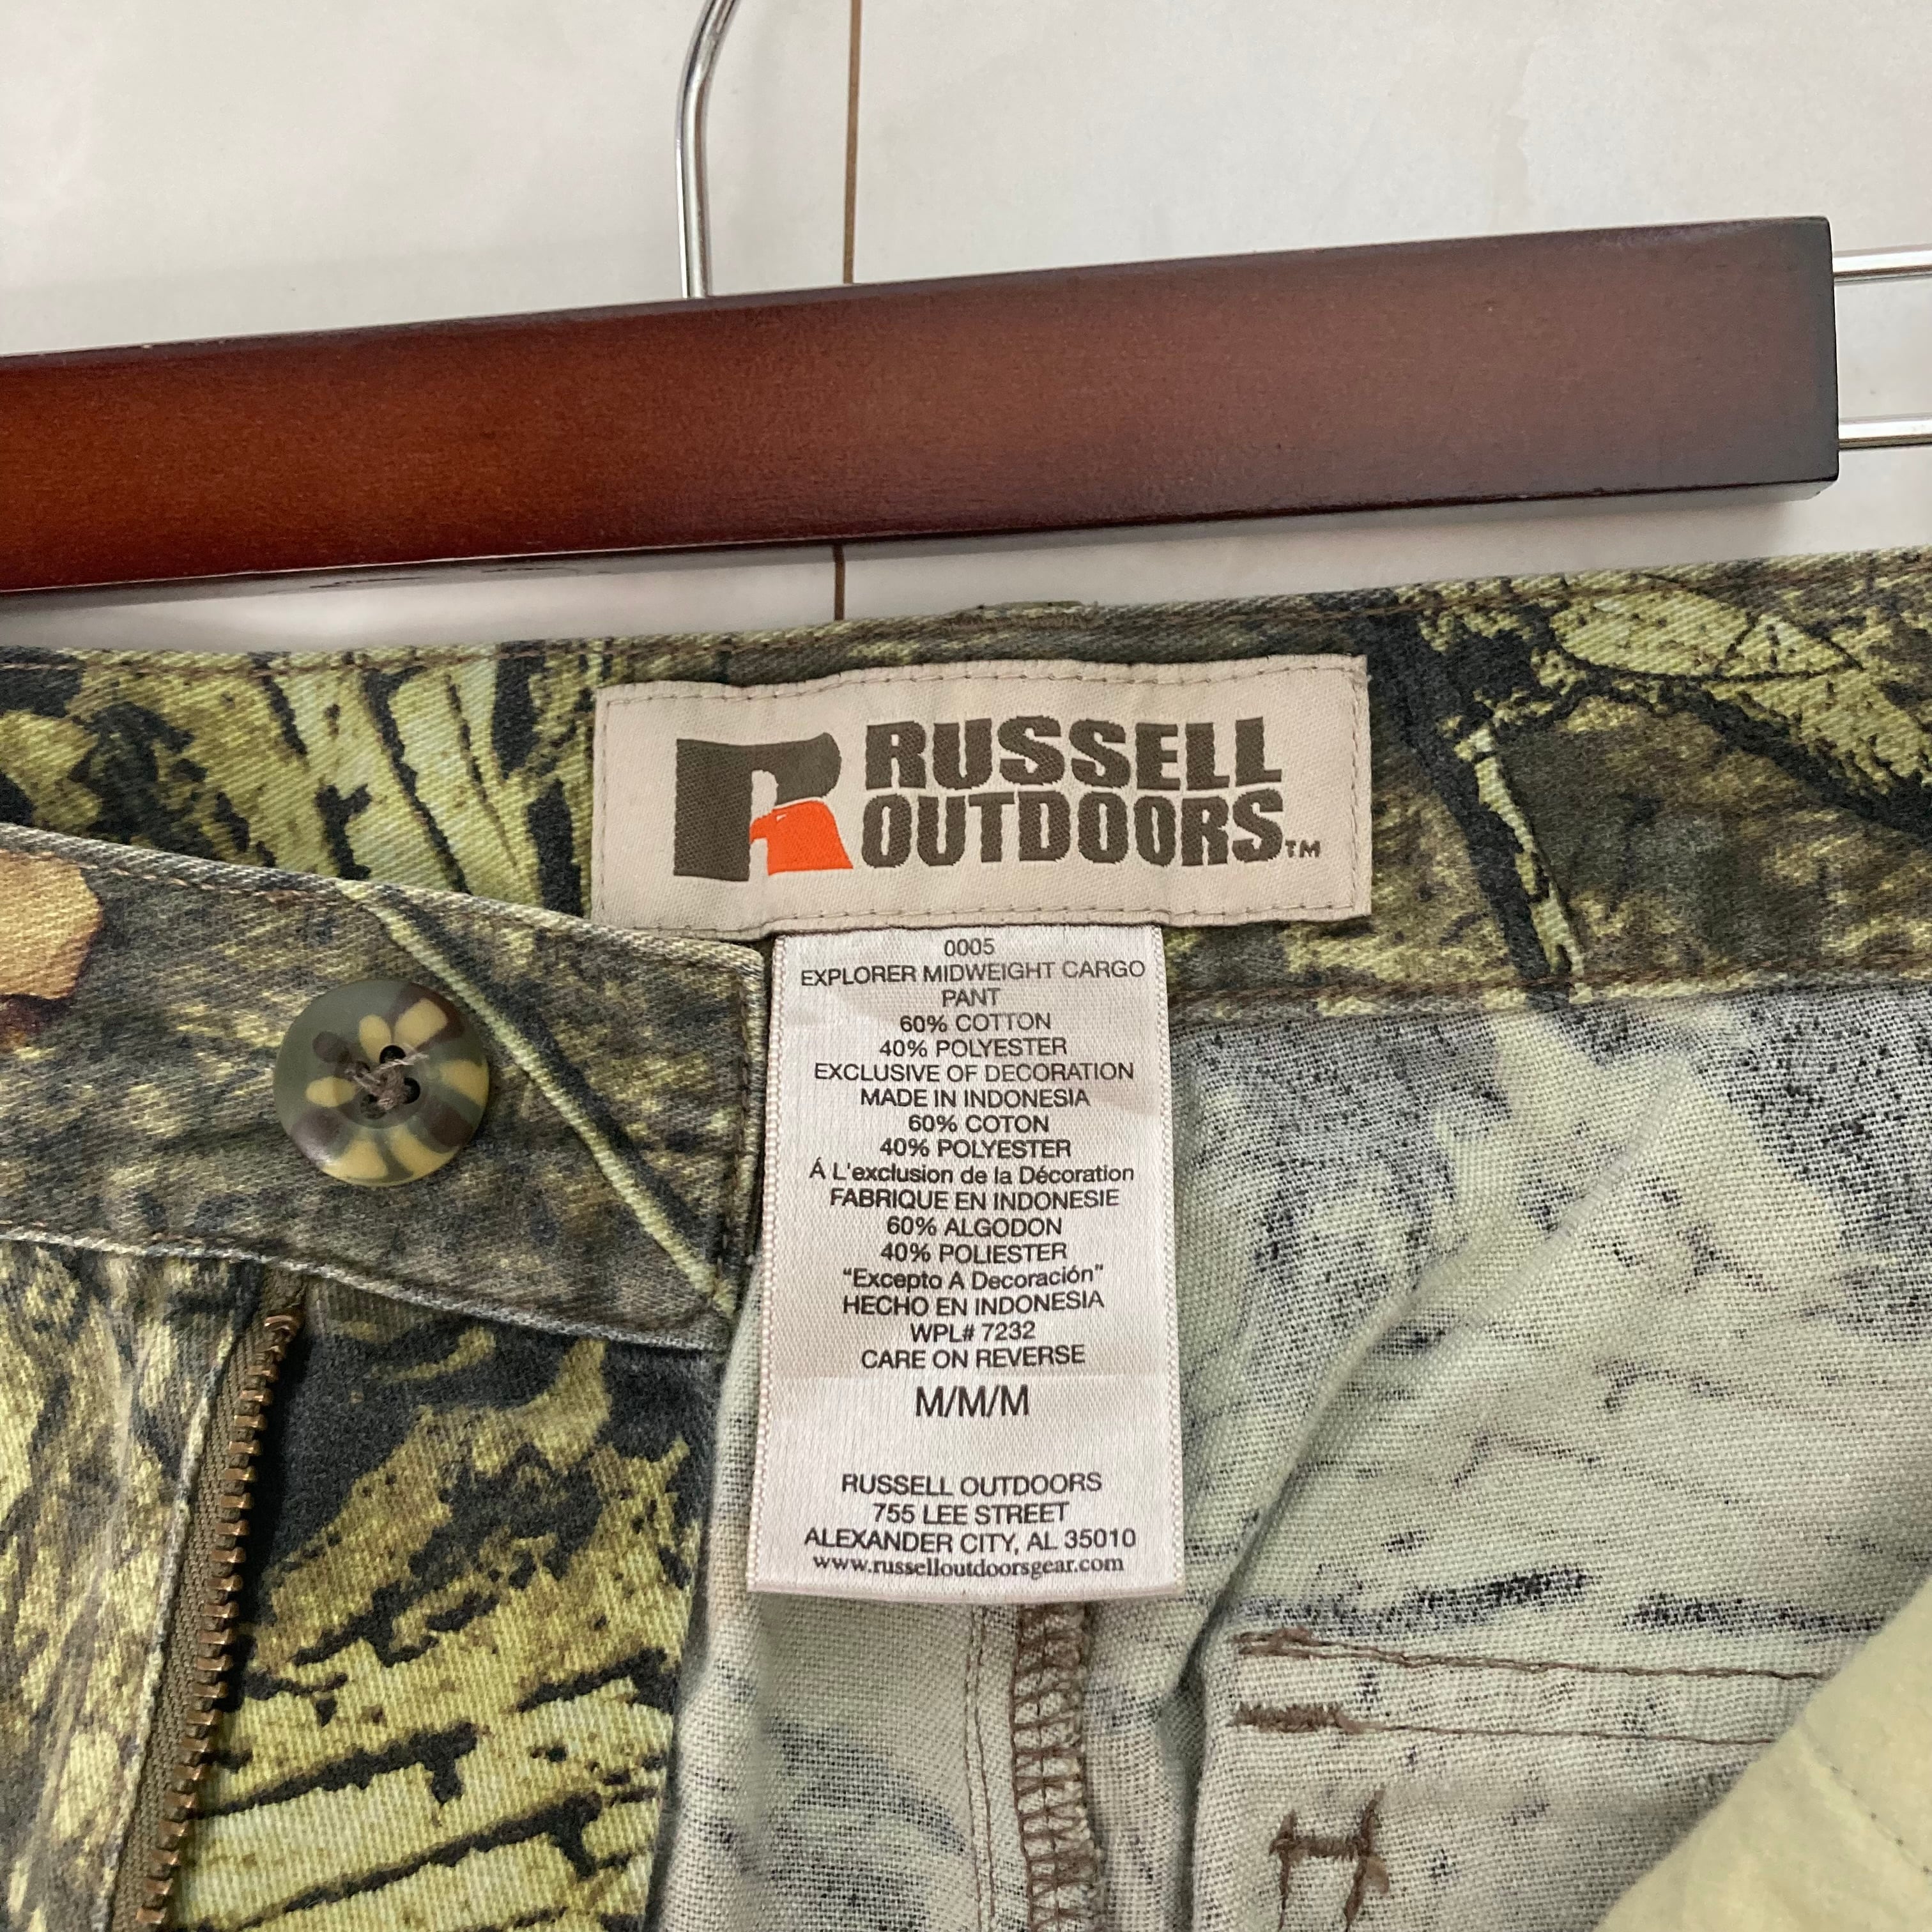 RUSSELL
OUTDOORS™
0005
EXPLORER MIDWEIGHT CARGO
PANT
60% COTTON
40% POLYESTER
EXCLUSIVE OF DECORATION
MADE IN INDONESIA
60% COTON
40% POLYESTER
Á L'exclusion de la Décoration
FABRIQUE EN INDONESIE
60% ALGODON
40% POLIESTER
“Excepto A Decoración”
HECHO EN INDONESIA
WPL# 7232
CARE ON REVERSE
M/M/M
RUSSELL OUTDOORS
755 LEE STREET
ALEXANDER CITY, AL 35010
www.russelloutdoorsgear.com